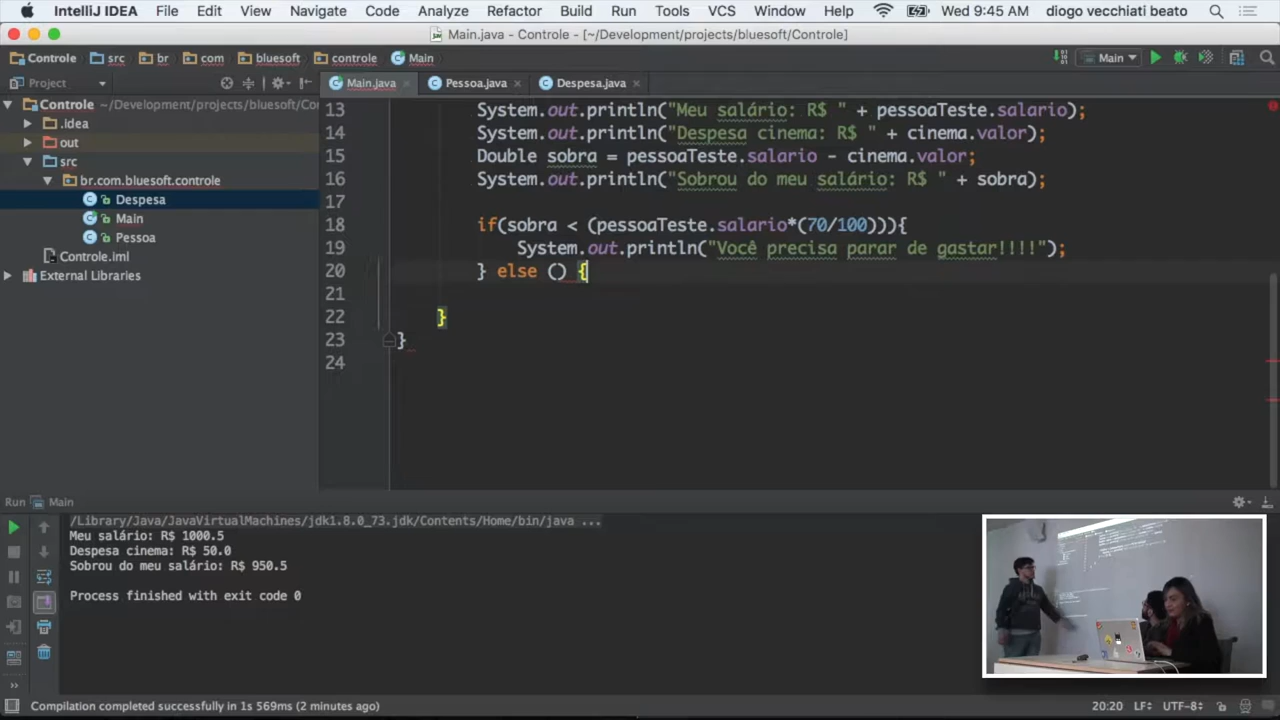 IntelliJ IDEA File Edit View Navigate Code Analyze Refactor Build Run Tools VCS Window Help Wed 9:45 AM diogo vecchiati beato
Main.java - Controle - [~/Development/projects/bluesoft/Controle]
Controle src br com bluesoft controle Main Main
Project Main.java Pessoa.java Despesa.java
Controle ~/Development/projects/bluesoft/Co
.idea
out
src
br.com.bluesoft.controle
Despesa
Main
Pessoa
Controle.iml
External Libraries
13 System.out.println("Meu salário: R$ " + pessoaTeste.salario);
14 System.out.println("Despesa cinema: R$ " + cinema.valor);
15 Double sobra = pessoaTeste.salario - cinema.valor;
16 System.out.println("Sobrou do meu salário: R$ " + sobra);
17
18 if(sobra < (pessoaTeste.salario*(70/100))){
19 System.out.println("Você precisa parar de gastar!!!!");
20 } else () {
21
22 }
23 }
24
Run Main
/Library/Java/JavaVirtualMachines/jdk1.8.0_73.jdk/Contents/Home/bin/java ...
Meu salário: R$ 1000.5
Despesa cinema: R$ 50.0
Sobrou do meu salário: R$ 950.5
Process finished with exit code 0
Compilation completed successfully in 1s 569ms (2 minutes ago) 20:20 LF UTF-8